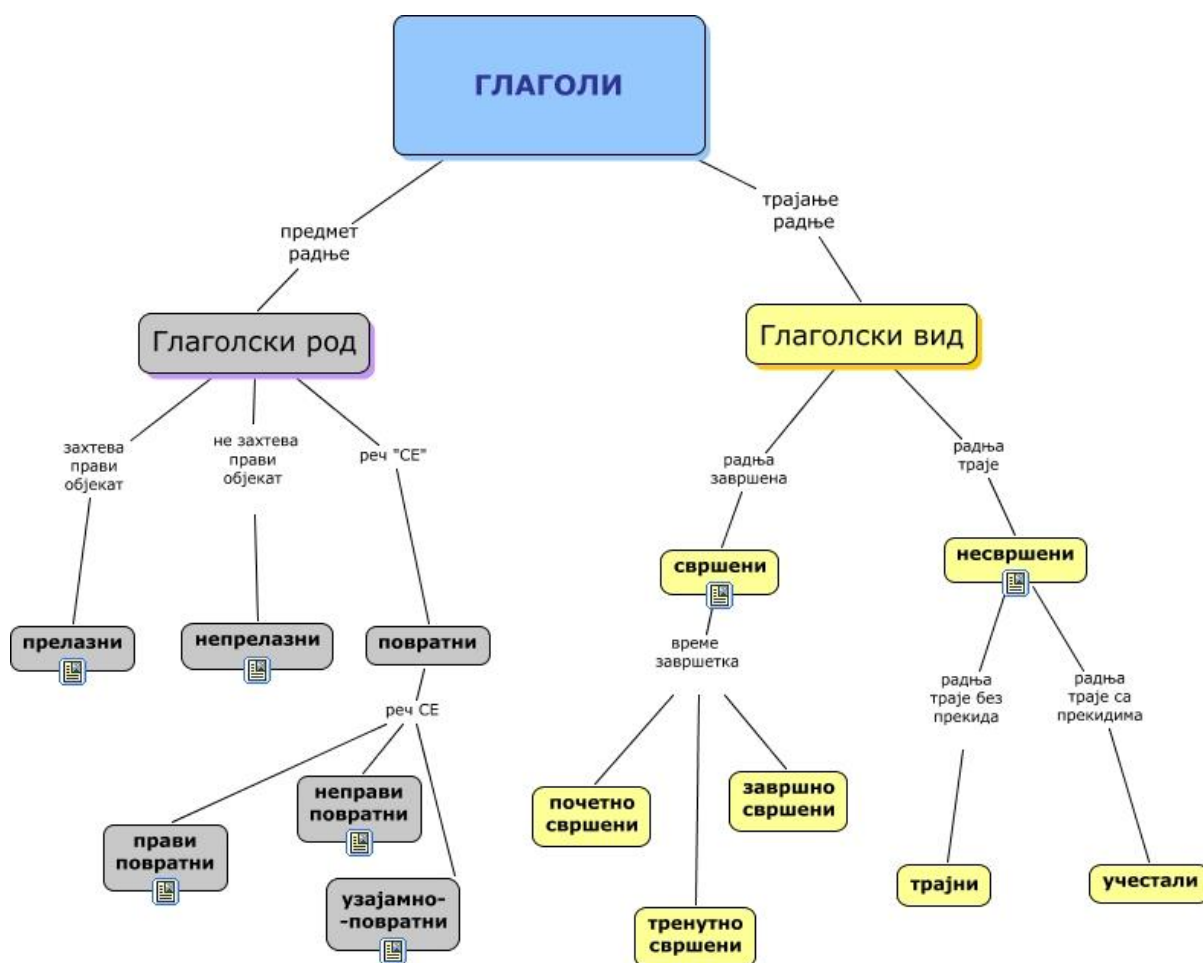 ГЛАГОЛИ
предмет
радње
трајање
радње
Глаголски род
Глаголски вид
захтева
прави
објекат
не захтева
прави
објекат
реч "СЕ"
радња
завршена
радња
траје
прелазни
непрелазни
повратни
свршени
несвршени
реч СЕ
време
завршетка
радња
траје без
прекида
радња
траје са
прекидима
прави
повратни
неправи
повратни
узајамно-
-повратни
почетно
свршени
тренутно
свршени
завршно
свршени
трајни
учестали